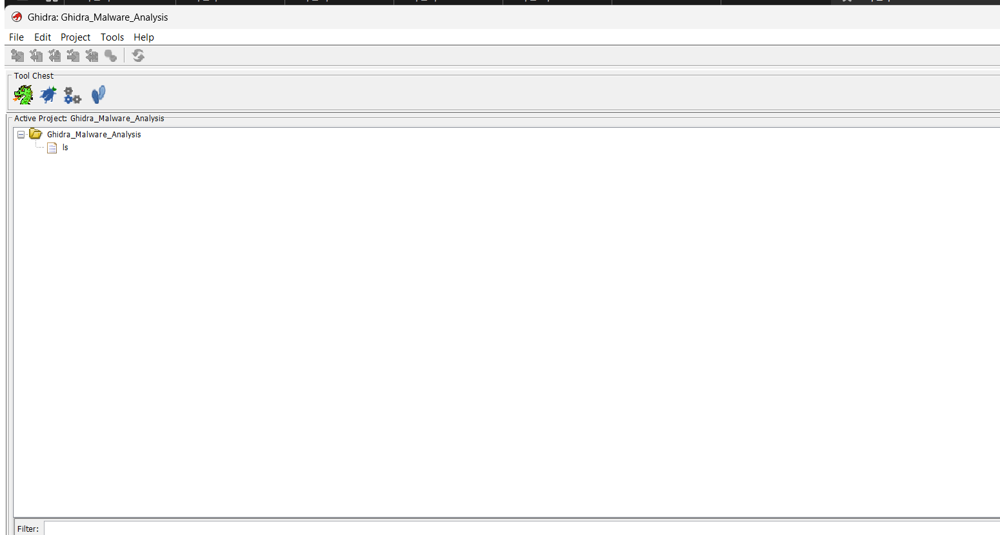 Ghidra: Ghidra_Malware_Analysis
File Edit Project Tools Help
Tool Chest
Active Project: Ghidra_Malware_Analysis
Ghidra_Malware_Analysis
ls
Filter: